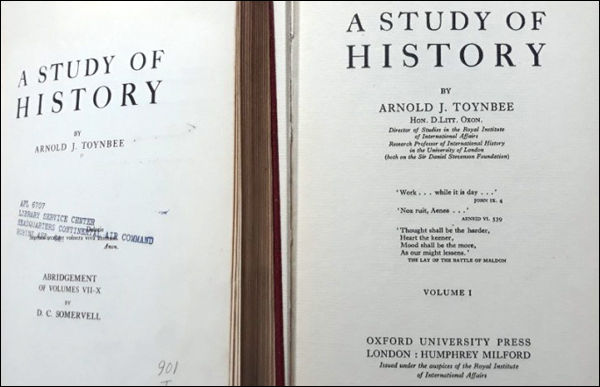 A STUDY OF
HISTORY
BY
ARNOLD J. TOYNBEE
APL 6707
LIBRARY SERVICE CENTER
HEADQUARTERS CONTINENTAL AIR COMMAND
Anon.
ABRIDGEMENT
OF VOLUMES VII-X
BY
D. C. SOMERVELL
901
T
A STUDY OF
HISTORY
BY
ARNOLD J. TOYNBEE
HON. D.LITT. OXON.
Director of Studies in the Royal Institute
of International Affairs
Research Professor of International History
in the University of London
(both on the Sir Daniel Stevenson Foundation)
'Work . . . while it is day . . .'
JOHN IX. 4
'Nox ruit, Aenea . . .'
AENEID VI. 539
'Thought shall be the harder,
Heart the keener,
Mood shall be the more,
As our might lessens.'
THE LAY OF THE BATTLE OF MALDON
VOLUME I
OXFORD UNIVERSITY PRESS
LONDON : HUMPHREY MILFORD
Issued under the auspices of the Royal Institute
of International Affairs